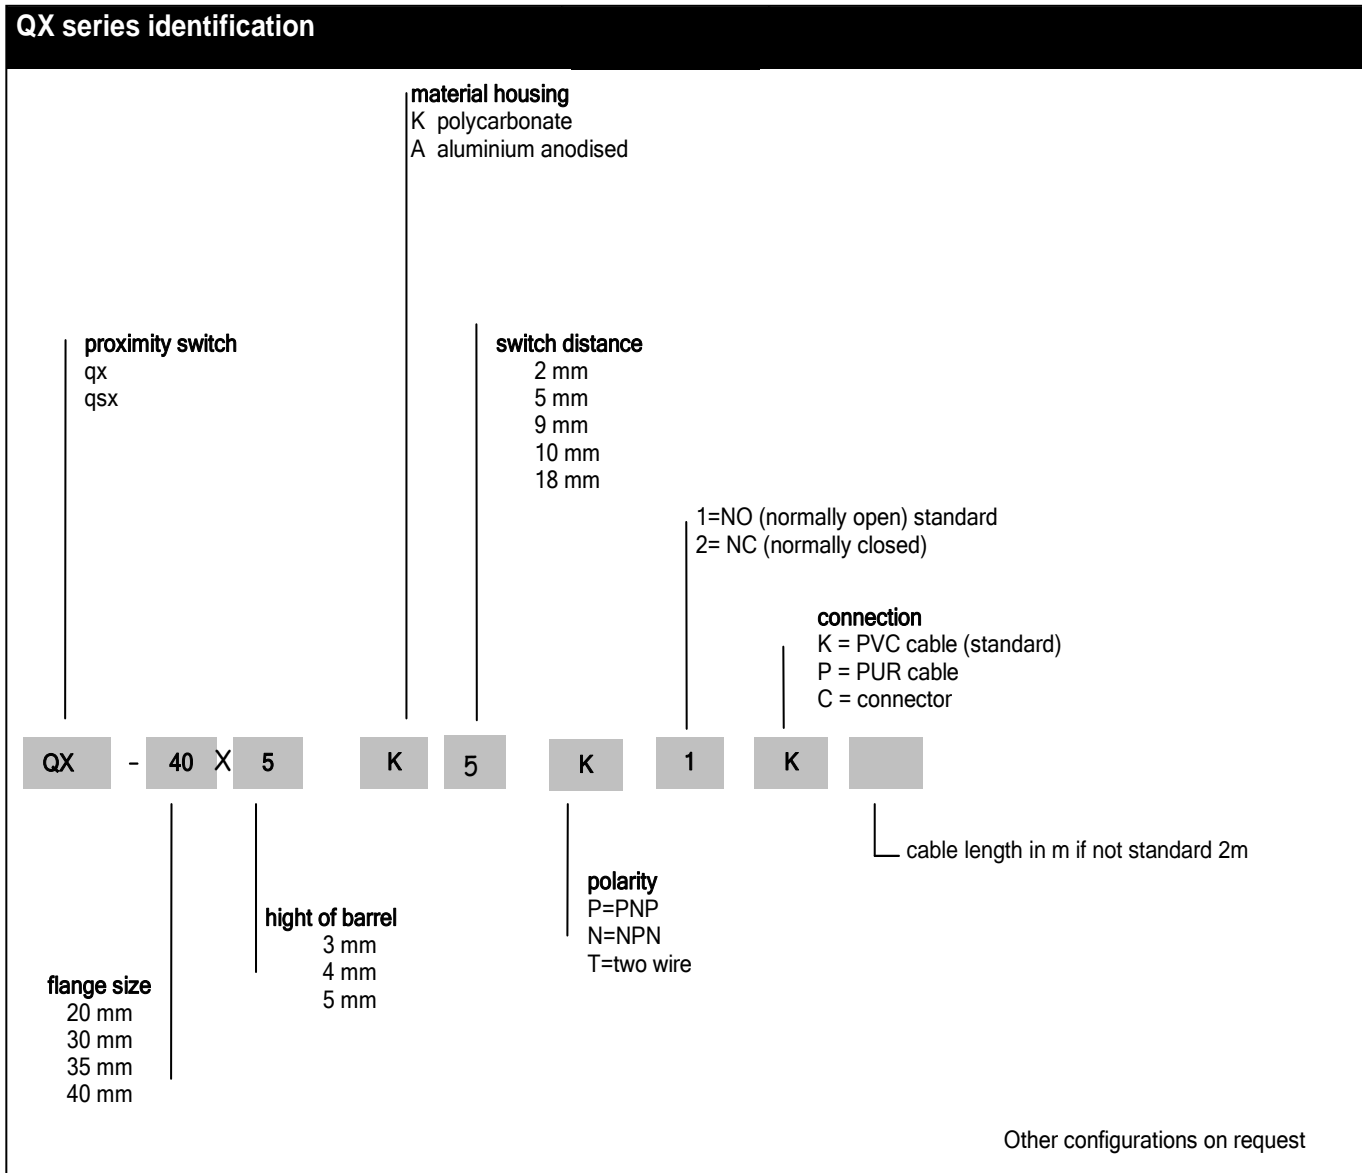 QX series identification
material housing
K polycarbonate
A aluminium anodised
proximity switch
qx
qsx
switch distance
2 mm
5 mm
9 mm
10 mm
18 mm
1=NO (normally open) standard
2= NC (normally closed)
connection
K = PVC cable (standard)
P = PUR cable
C = connector
QX - 40 X 5 K 5 K 1 K
cable length in m if not standard 2m
polarity
P=PNP
N=NPN
T=two wire
hight of barrel
3 mm
4 mm
5 mm
flange size
20 mm
30 mm
35 mm
40 mm
Other configurations on request